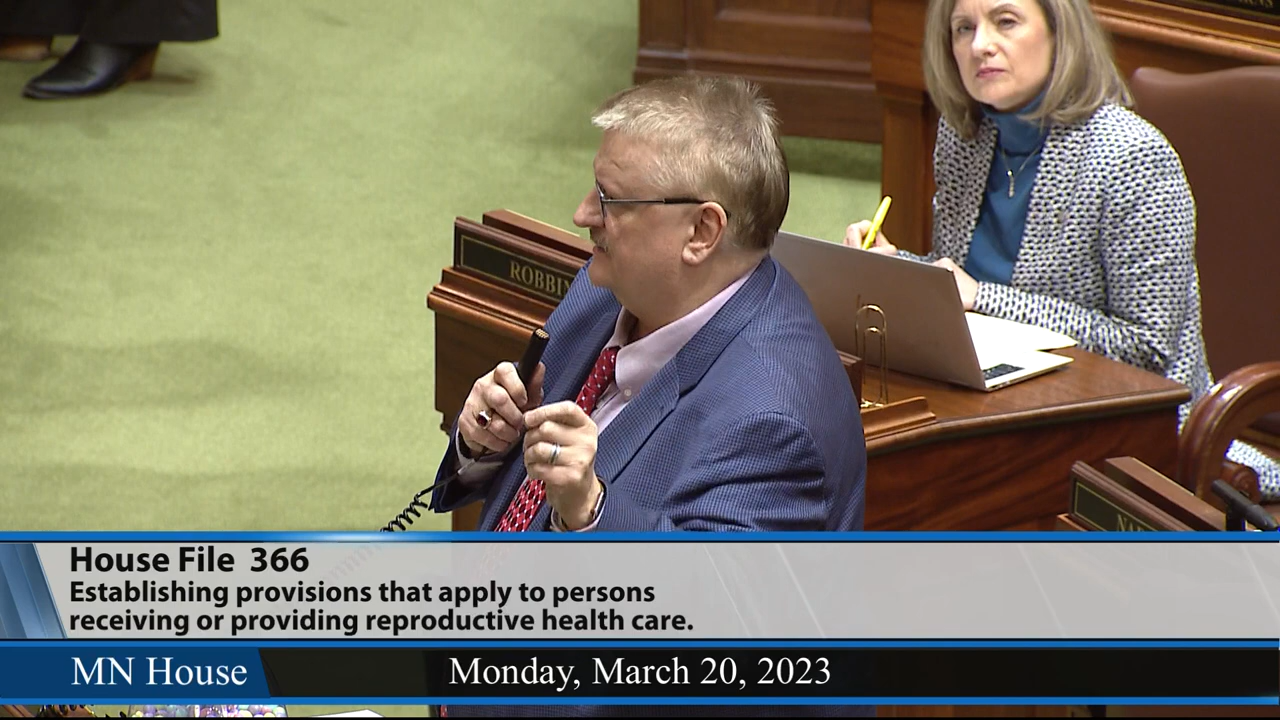 House File 366
Establishing provisions that apply to persons
receiving or providing reproductive health care.
MN House
Monday, March 20, 2023